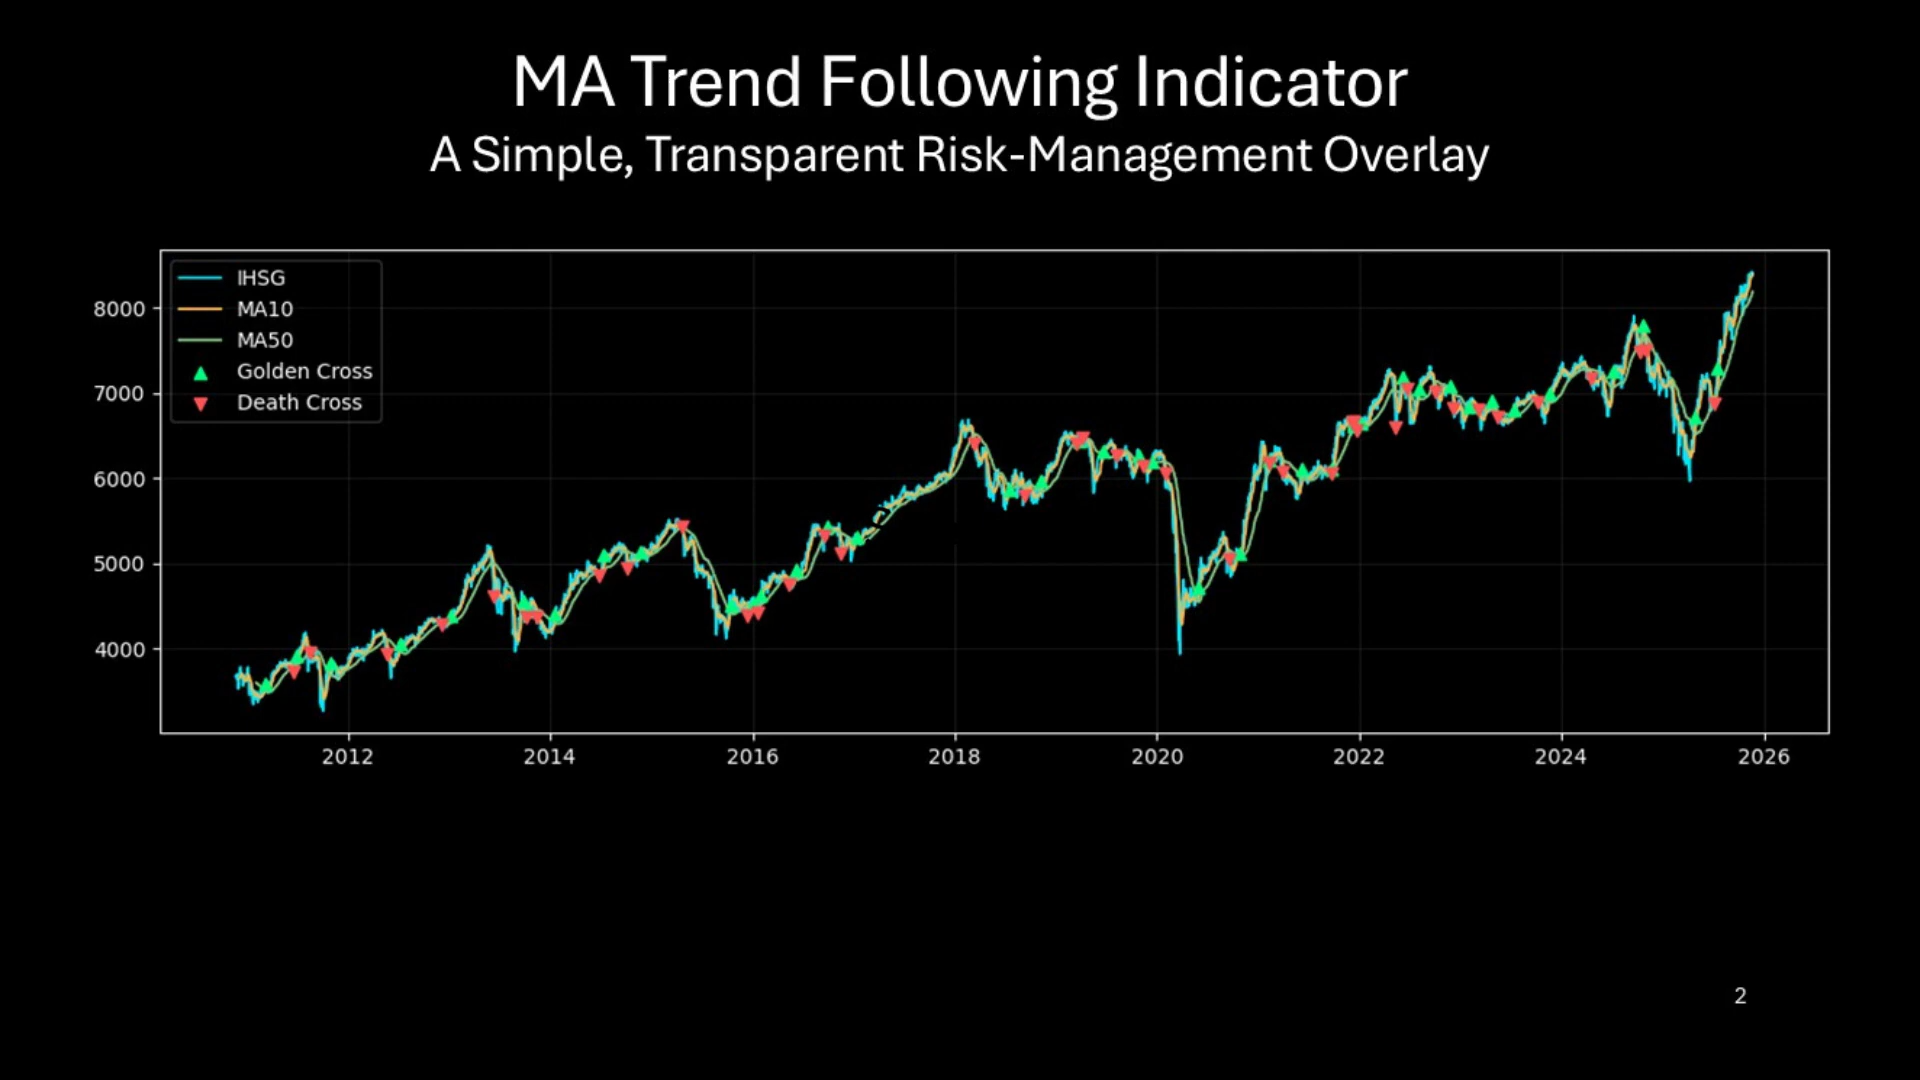 MA Trend Following Indicator
A Simple, Transparent Risk-Management Overlay
IHSG
MA10
MA50
Golden Cross
Death Cross
8000
7000
6000
5000
4000
2012 2014 2016 2018 2020 2022 2024 2026
2